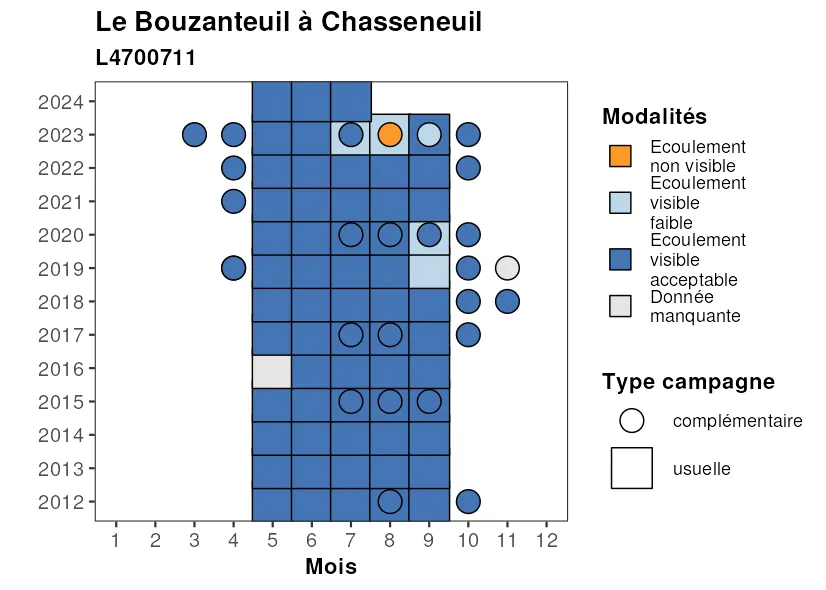 Le Bouzanteuil à Chasseneuil
L4700711
2024
2023
2022
2021
2020
2019
2018
2017
2016
2015
2014
2013
2012
1 2 3 4 5 6 7 8 9 10 11 12
Mois
Modalités
Ecoulement
non visible
Ecoulement
visible
faible
Ecoulement
visible
acceptable
Donnée
manquante
Type campagne
complémentaire
usuelle